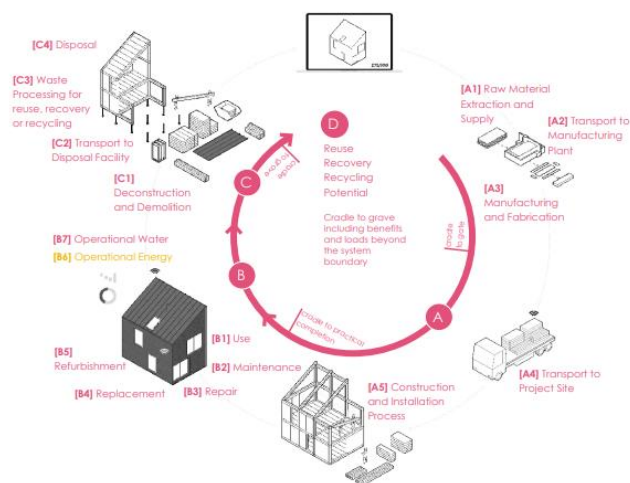 [C4] Disposal
[C3] Waste
Processing for
reuse, recovery
or recycling
[C2] Transport to
Disposal Facility
[C1]
Deconstruction
and Demolition
D
Reuse
Recovery
Recycling
Potential
Cradle to grave
including benefits
and loads beyond
the system
boundary
[A1] Raw Material
Extraction and
Supply
[A2] Transport to
Manufacturing
Plant
[A3]
Manufacturing
and Fabrication
cradle
to gate
A
[A4] Transport to
Project Site
[A5] Construction
and Installation
Process
cradle to practical
completion
B
[B7] Operational Water
[B6] Operational Energy
[B1] Use
[B2] Maintenance
[B3] Repair
[B4] Replacement
[B5]
Refurbishment
C
cradle
to grave